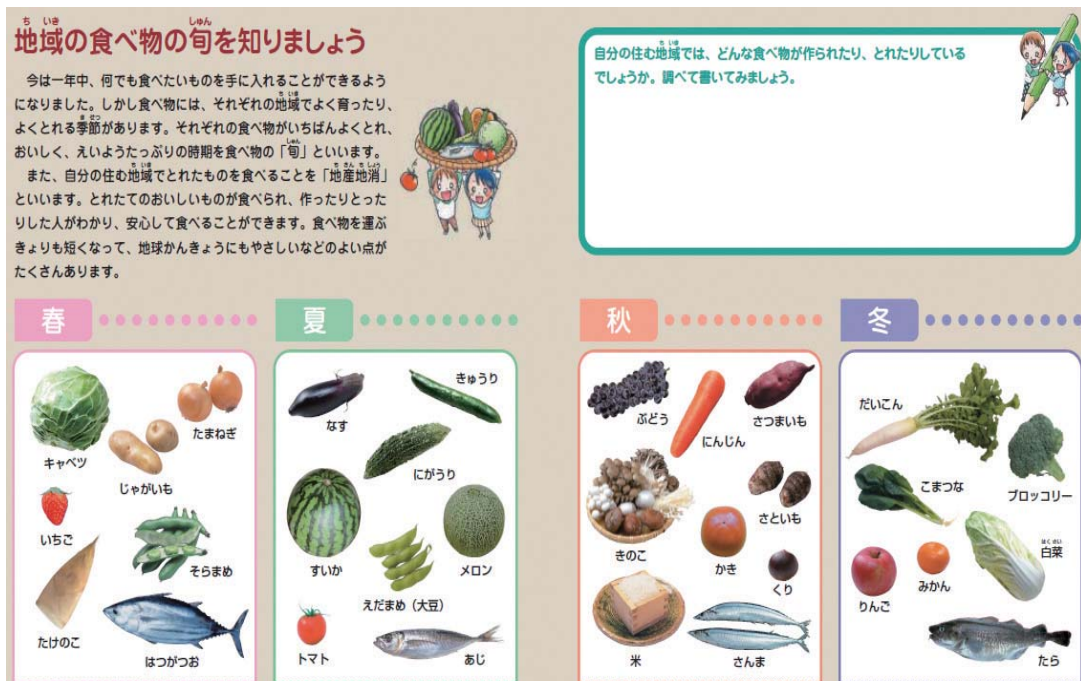 地域の食べ物の旬を知りましょう
今は一年中、何でも食べたいものを手に入れることができるよう
になりました。しかし食べ物には、それぞれの地域でよく育ったり、
よくとれる季節があります。それぞれの食べ物がいちばんよくとれ、
おいしく、えいようたっぷりの時期を食べ物の「旬」といいます。
また、自分の住む地域でとれたものを食べることを「地産地消」
といいます。とれたてのおいしいものが食べられ、作ったりとった
りした人がわかり、安心して食べることができます。食べ物を運ぶ
きょりも短くなって、地球かんきょうにもやさしいなどのよい点が
たくさんあります。
自分の住む地域では、どんな食べ物が作られたり、とれたりしている
でしょうか。調べて書いてみましょう。
春
キャベツ
たまねぎ
じゃがいも
いちご
そらまめ
たけのこ
はつがつお
夏
なす
きゅうり
にがうり
すいか
えだまめ（大豆）
メロン
トマト
あじ
秋
ぶどう
にんじん
さつまいも
きのこ
さといも
かき
くり
米
さんま
冬
だいこん
こまつな
ブロッコリー
りんご
みかん
白菜
たら